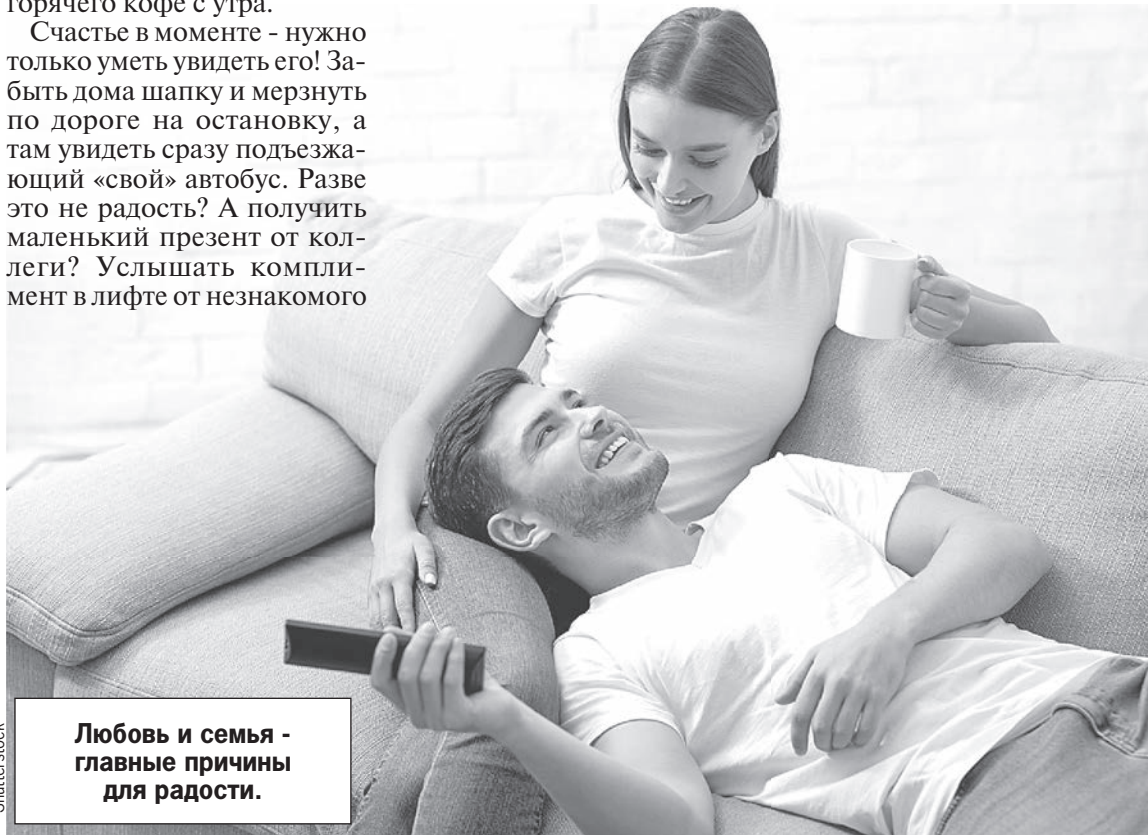 горячего кофе с утра.
Счастье в моменте - нужно
только уметь увидеть его! За-
быть дома шапку и мерзнуть
по дороге на остановку, а
там увидеть сразу подъезжа-
ющий «свой» автобус. Разве
это не радость? А получить
маленький презент от кол-
леги? Услышать компли-
мент в лифте от незнакомого
Любовь и семья -
главные причины
для радости.
Shutterstock